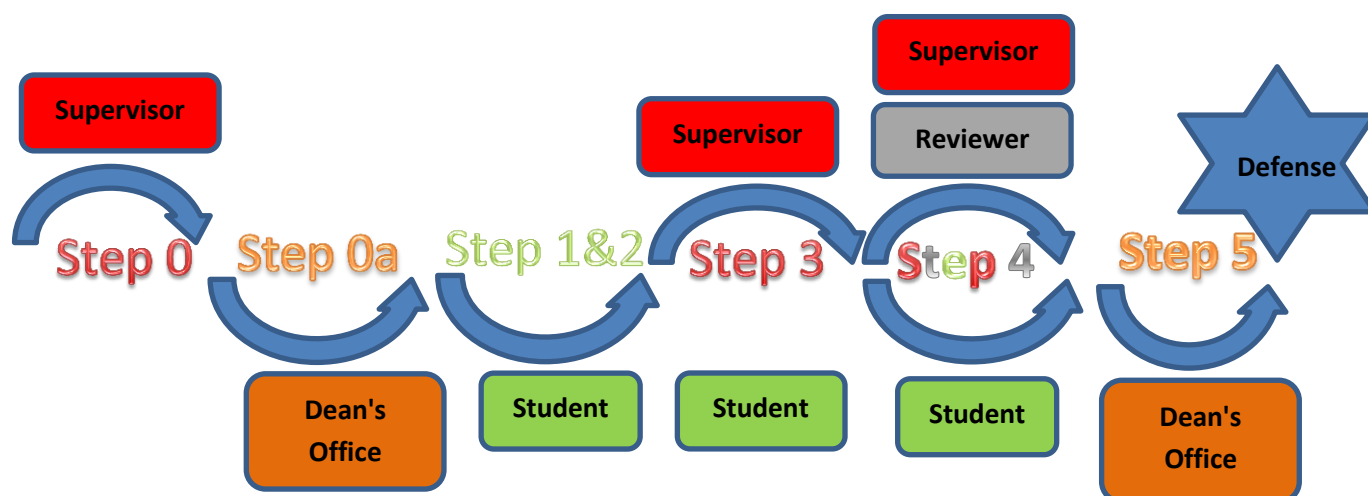 Supervisor
Supervisor
Supervisor
Reviewer
Defense
Step 0
Step 0a
Step 1&2
Step 3
Step 4
Step 5
Dean's
Office
Student
Student
Student
Dean's
Office